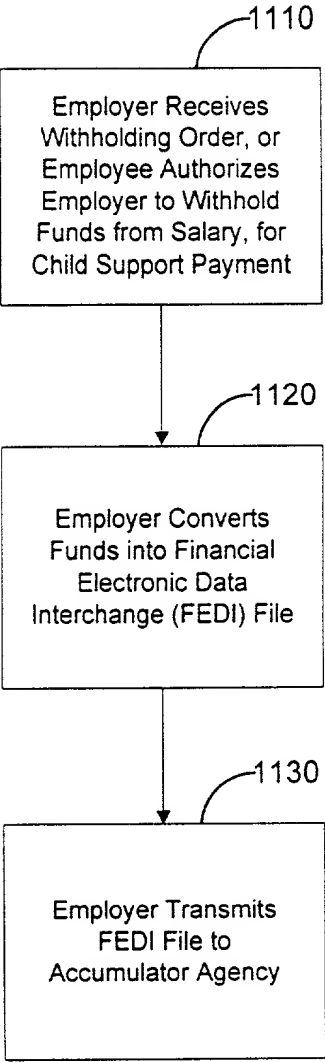 1110
Employer Receives
Withholding Order, or
Employee Authorizes
Employer to Withhold
Funds from Salary, for
Child Support Payment
1120
Employer Converts
Funds into Financial
Electronic Data
Interchange (FEDI) File
1130
Employer Transmits
FEDI File to
Accumulator Agency